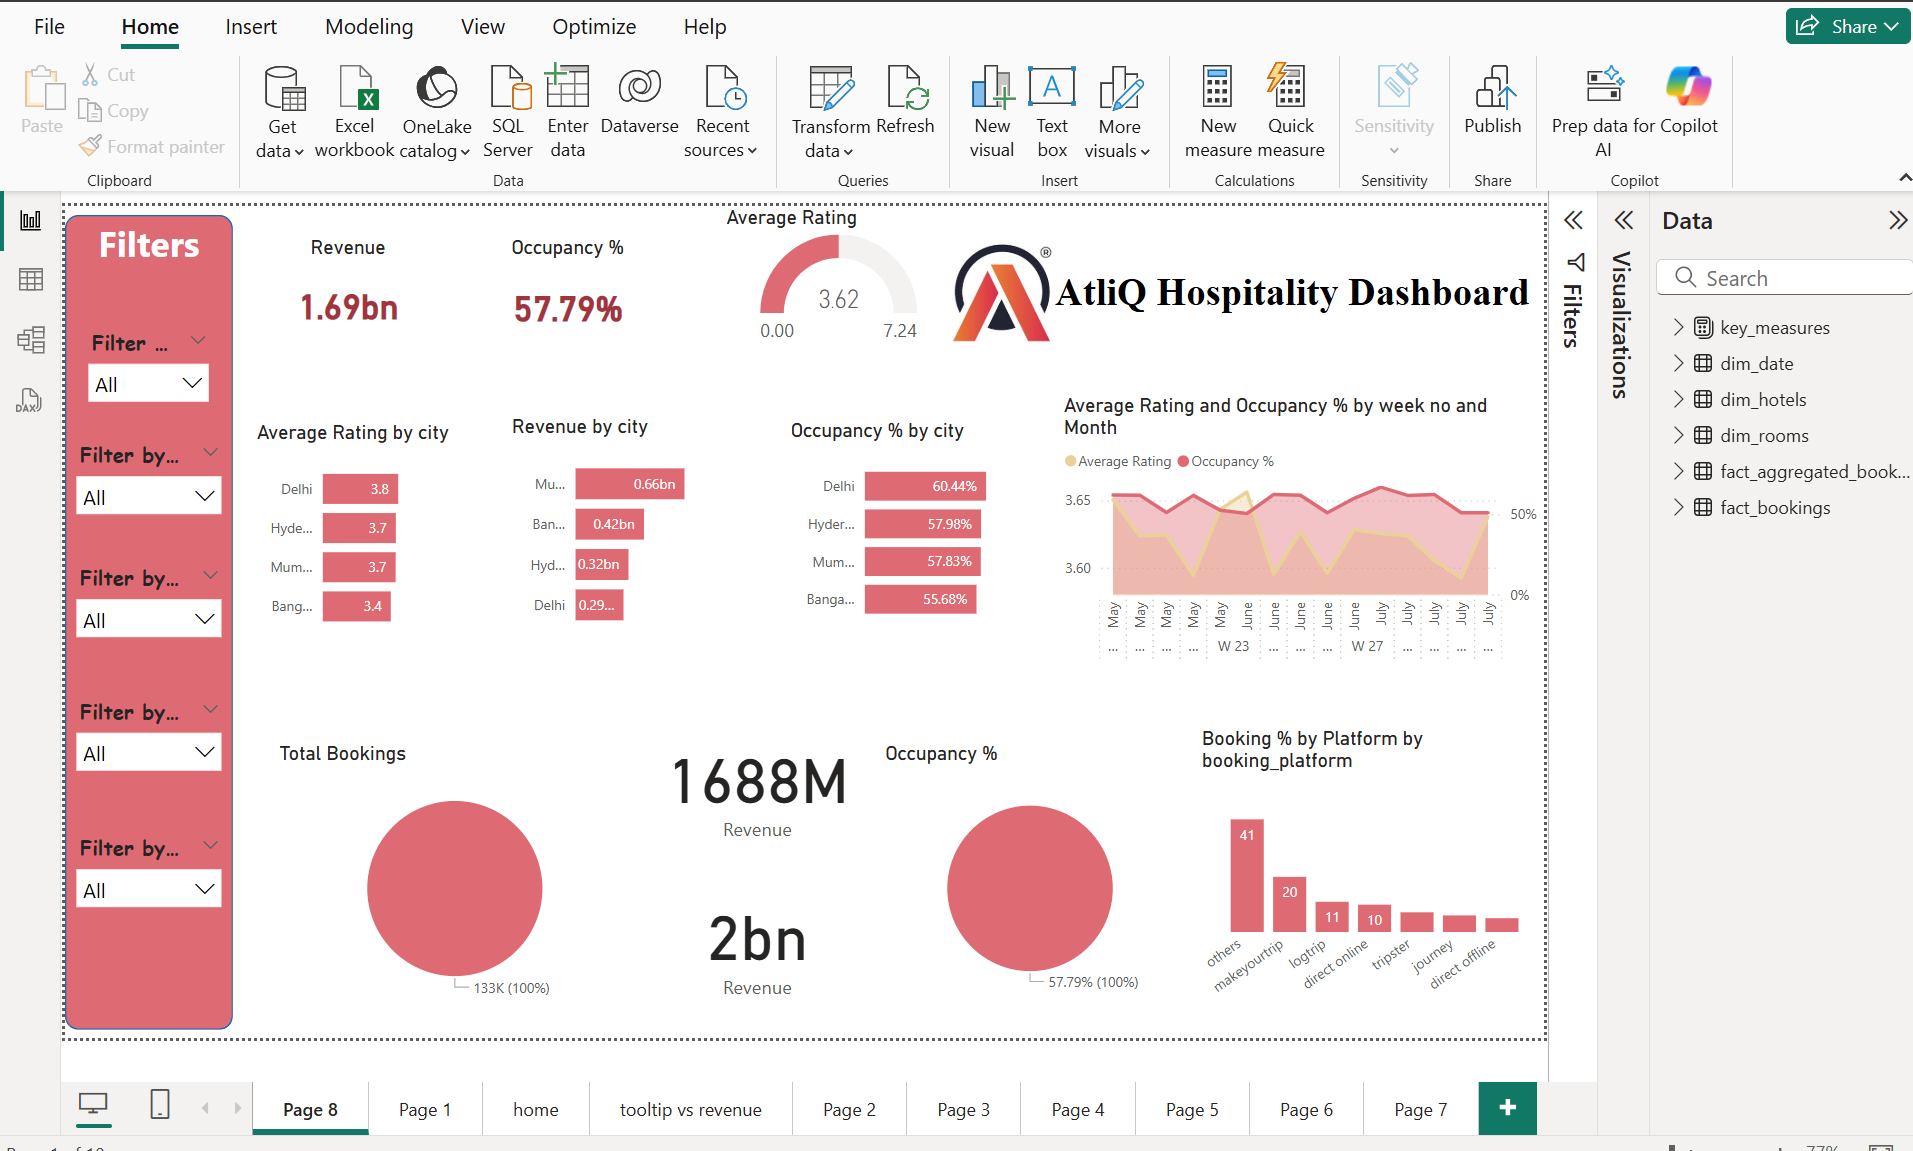 File
Home
Insert
Modeling
View
Optimize
Help
Share
Paste
Cut
Copy
Format painter
Clipboard
Get data
Excel workbook
OneLake catalog
SQL Server
Enter data
Dataverse
Recent sources
Data
Transform data
Refresh
Queries
New visual
A
Text box
More visuals
Insert
New measure
Quick measure
Calculations
Sensitivity
Sensitivity
Publish
Share
Prep data for AI
Copilot
Copilot
DAX
Filters
Filter ...
All
Filter by...
All
Filter by...
All
Filter by...
All
Filter by...
All
Revenue
1.69bn
Occupancy %
57.79%
Average Rating
3.62
0.00
7.24
®
AtliQ Hospitality Dashboard
Average Rating by city
Delhi 3.8
Hyde... 3.7
Mum... 3.7
Bang... 3.4
Revenue by city
Mu... 0.66bn
Ban... 0.42bn
Hyd... 0.32bn
Delhi 0.29...
Occupancy % by city
Delhi 60.44%
Hyder... 57.98%
Mum... 57.83%
Banga... 55.68%
Average Rating and Occupancy % by week no and
Month
Average Rating Occupancy %
3.65
50%
3.60
0%
May May May May May June June June June June July July July July July
... ... ... ... W 23 ... ... ... W 27 ... ... ... ...
Total Bookings
133K (100%)
1688M
Revenue
2bn
Revenue
Occupancy %
57.79% (100%)
Booking % by Platform by
booking_platform
41
20
11
10
others
makeyourtrip
logtrip
direct online
tripster
journey
direct offline
Filters
Visualizations
Data
Search
key_measures
dim_date
dim_hotels
dim_rooms
fact_aggregated_book...
fact_bookings
Page 8
Page 1
home
tooltip vs revenue
Page 2
Page 3
Page 4
Page 5
Page 6
Page 7
+